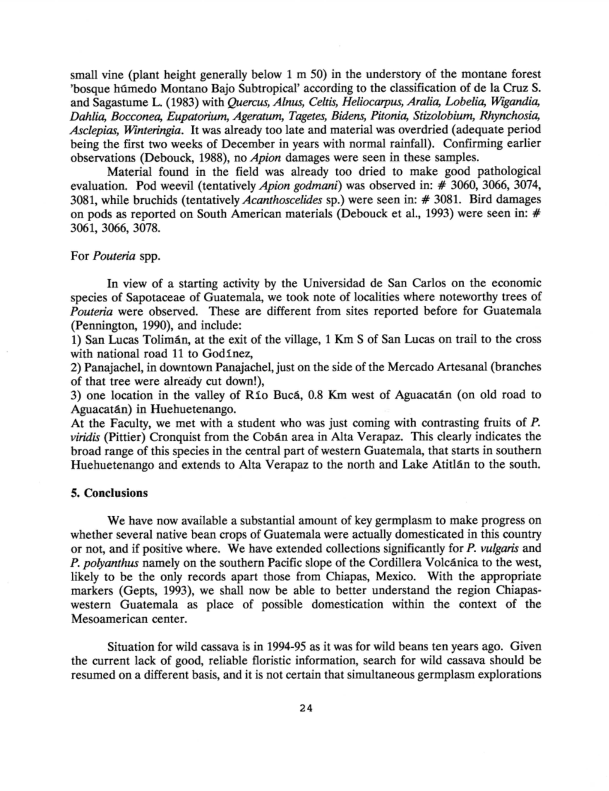 small vine (plant height generally below 1 m 50) in the understory of the montane forest
'bosque húmedo Montano Bajo Subtropical' according to the classification of de la Cruz S.
and Sagastume L. (1983) with Quercus, Alnus, Celtis, Heliocarpus, Aralia, Lobelia, Wigandia,
Dahlia, Bocconea, Eupatorium, Ageratum, Tagetes, Bidens, Pitonia, Stizolobium, Rhynchosia,
Asclepias, Winteringia. It was already too late and material was overdried (adequate period
being the first two weeks of December in years with normal rainfall). Confirming earlier
observations (Debouck, 1988), no Apion damages were seen in these samples.
Material found in the field was already too dried to make good pathological
evaluation. Pod weevil (tentatively Apion godmani) was observed in: # 3060, 3066, 3074,
3081, while bruchids (tentatively Acanthoscelides sp.) were seen in: # 3081. Bird damages
on pods as reported on South American materials (Debouck et al., 1993) were seen in: #
3061, 3066, 3078.
For Pouteria spp.
In view of a starting activity by the Universidad de San Carlos on the economic
species of Sapotaceae of Guatemala, we took note of localities where noteworthy trees of
Pouteria were observed. These are different from sites reported before for Guatemala
(Pennington, 1990), and include:
1) San Lucas Tolimán, at the exit of the village, 1 Km S of San Lucas on trail to the cross
with national road 11 to Godínez,
2) Panajachel, in downtown Panajachel, just on the side of the Mercado Artesanal (branches
of that tree were already cut down!),
3) one location in the valley of Río Bucá, 0.8 Km west of Aguacatán (on old road to
Aguacatán) in Huehuetenango.
At the Faculty, we met with a student who was just coming with contrasting fruits of P.
viridis (Pittier) Cronquist from the Cobán area in Alta Verapaz. This clearly indicates the
broad range of this species in the central part of western Guatemala, that starts in southern
Huehuetenango and extends to Alta Verapaz to the north and Lake Atitlán to the south.
5. Conclusions
We have now available a substantial amount of key germplasm to make progress on
whether several native bean crops of Guatemala were actually domesticated in this country
or not, and if positive where. We have extended collections significantly for P. vulgaris and
P. polyanthus namely on the southern Pacific slope of the Cordillera Volcánica to the west,
likely to be the only records apart those from Chiapas, Mexico. With the appropriate
markers (Gepts, 1993), we shall now be able to better understand the region Chiapas-
western Guatemala as place of possible domestication within the context of the
Mesoamerican center.
Situation for wild cassava is in 1994-95 as it was for wild beans ten years ago. Given
the current lack of good, reliable floristic information, search for wild cassava should be
resumed on a different basis, and it is not certain that simultaneous germplasm explorations
24